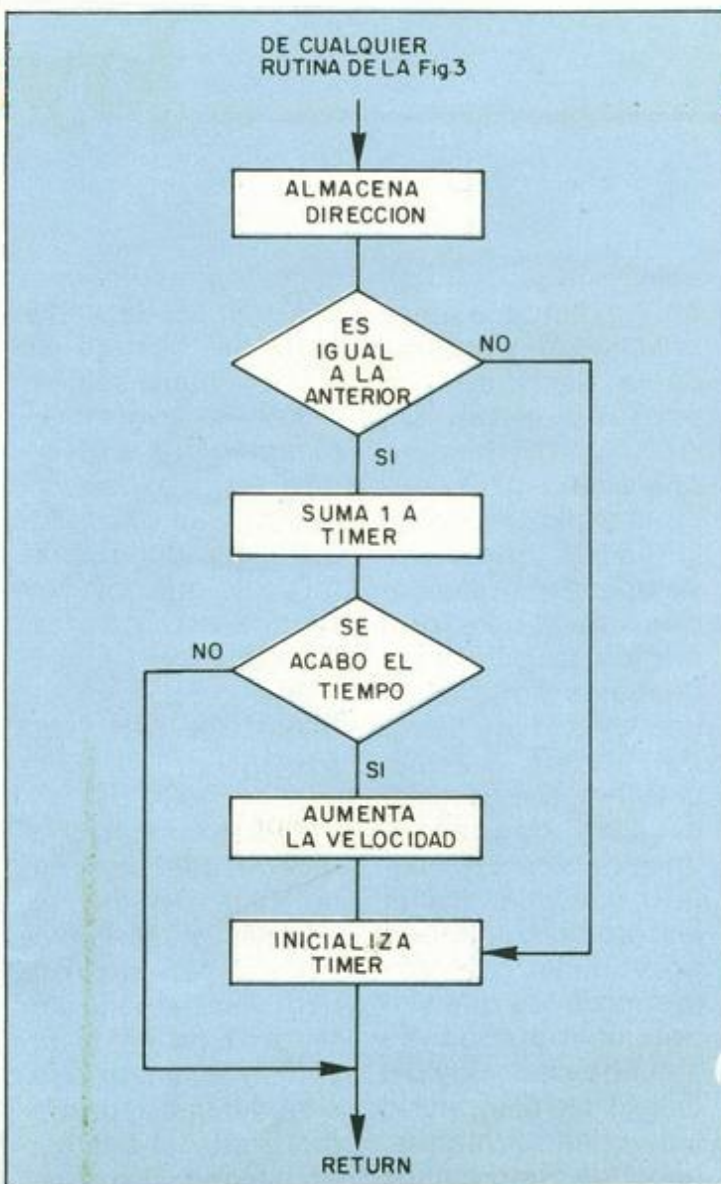 DE CUALQUIER
RUTINA DE LA Fig.3
ALMACENA
DIRECCION
ES
IGUAL
A LA
ANTERIOR
NO
SI
SUMA 1 A
TIMER
SE
ACABO EL
TIEMPO
NO
SI
AUMENTA
LA VELOCIDAD
INICIALIZA
TIMER
RETURN